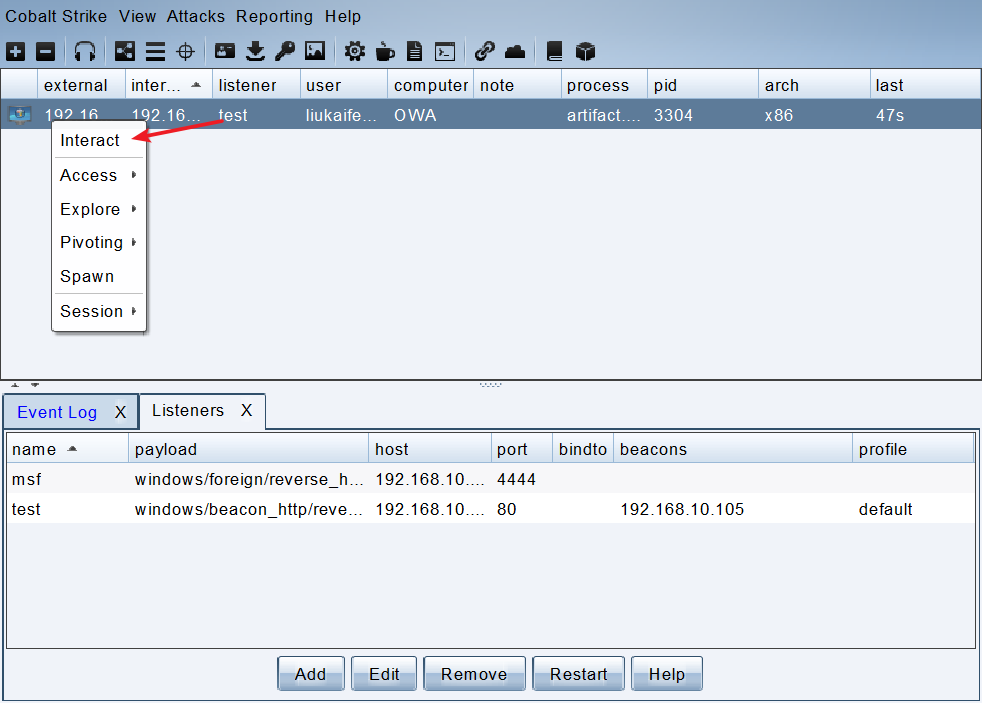 Cobalt Strike View Attacks Reporting Help
external inter... listener user computer note process pid arch last
192.16... 192.16... test liukaife... OWA artifact.... 3304 x86 47s
Interact
Access
Explore
Pivoting
Spawn
Session
Event Log X Listeners X
name payload host port bindto beacons profile
msf windows/foreign/reverse_h... 192.168.10.... 4444
test windows/beacon_http/reve... 192.168.10.... 80 192.168.10.105 default
Add Edit Remove Restart Help